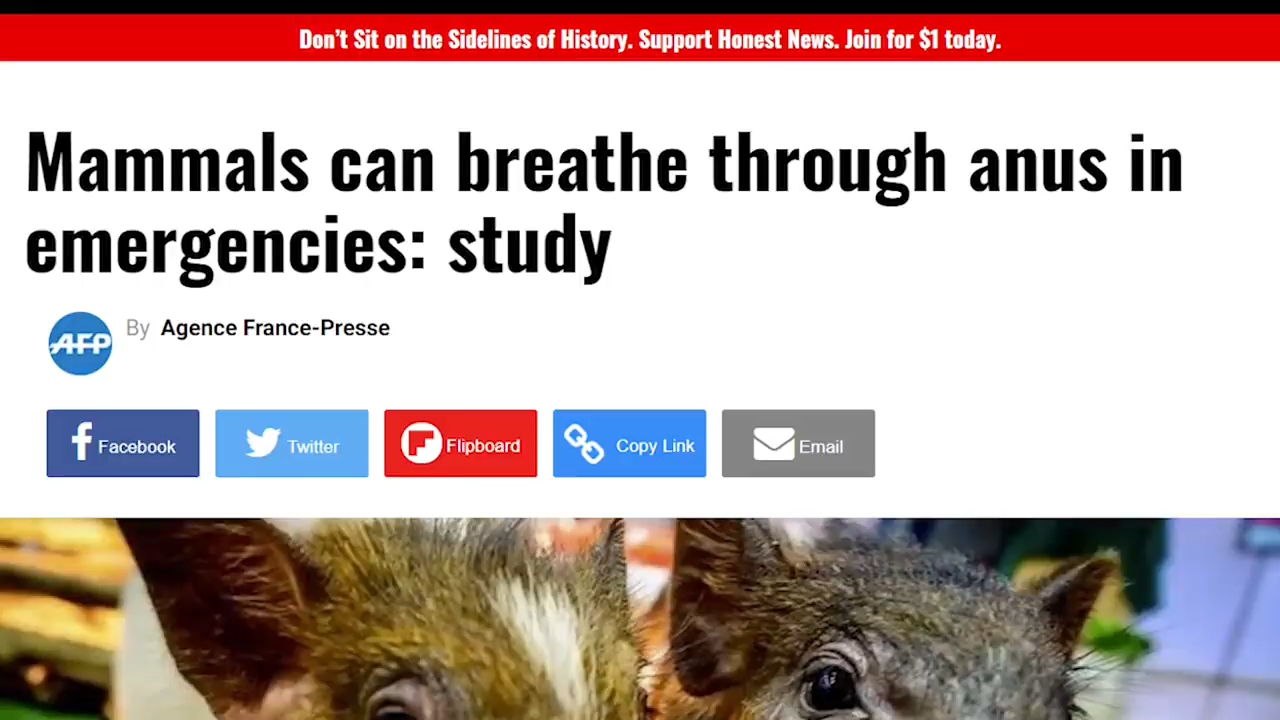 Don't Sit on the Sidelines of History. Support Honest News. Join for $1 today.
Mammals can breathe through anus in
emergencies: study
AFP
By Agence France-Presse
Facebook
Twitter
Flipboard
Copy Link
Email